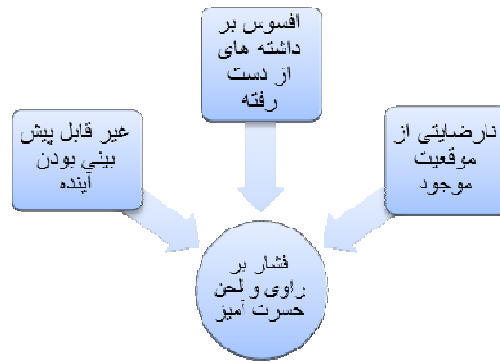 افسوس بر
داشته های
از دست
رفته
نارضایتی از
موقعیت
موجود
غیر قابل پیش
بینی بودن
آینده
فشار بر
راوی و لحن
حسرت آمیز